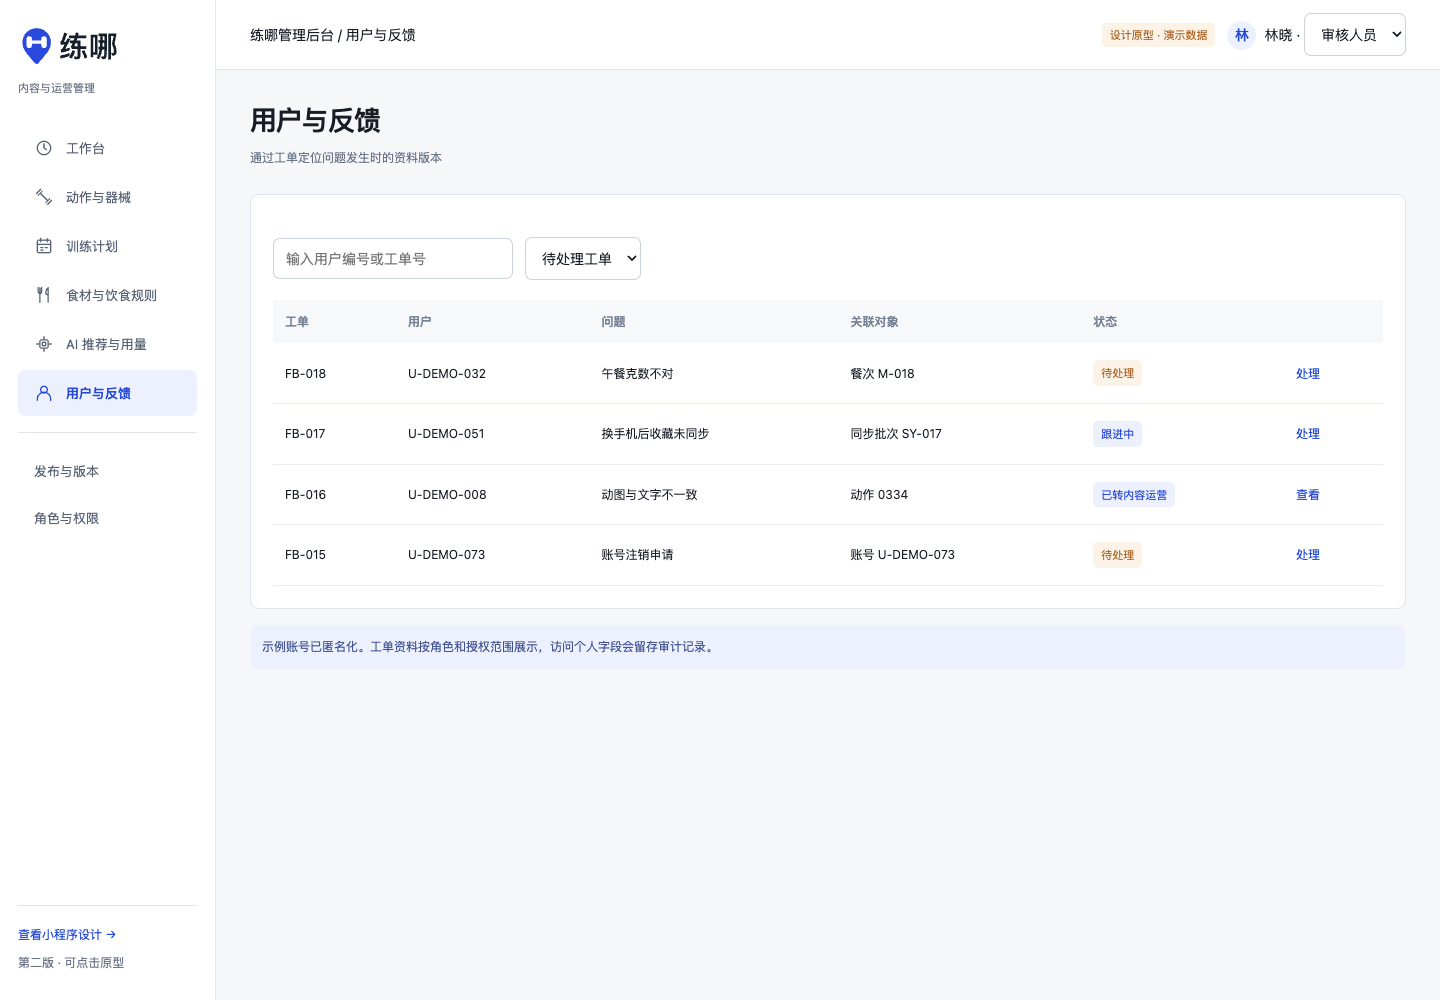 练哪
内容与运营管理
工作台
动作与器械
训练计划
食材与饮食规则
AI 推荐与用量
用户与反馈
发布与版本
角色与权限
查看小程序设计 →
第二版 · 可点击原型
练哪管理后台 / 用户与反馈
设计原型 · 演示数据
林
林晓 ·
审核人员
用户与反馈
通过工单定位问题发生时的资料版本
输入用户编号或工单号
待处理工单
工单 用户 问题 关联对象 状态
FB-018 U-DEMO-032 午餐克数不对 餐次 M-018 待处理 处理
FB-017 U-DEMO-051 换手机后收藏未同步 同步批次 SY-017 跟进中 处理
FB-016 U-DEMO-008 动图与文字不一致 动作 0334 已转内容运营 查看
FB-015 U-DEMO-073 账号注销申请 账号 U-DEMO-073 待处理 处理
示例账号已匿名化。工单资料按角色和授权范围展示，访问个人字段会留存审计记录。